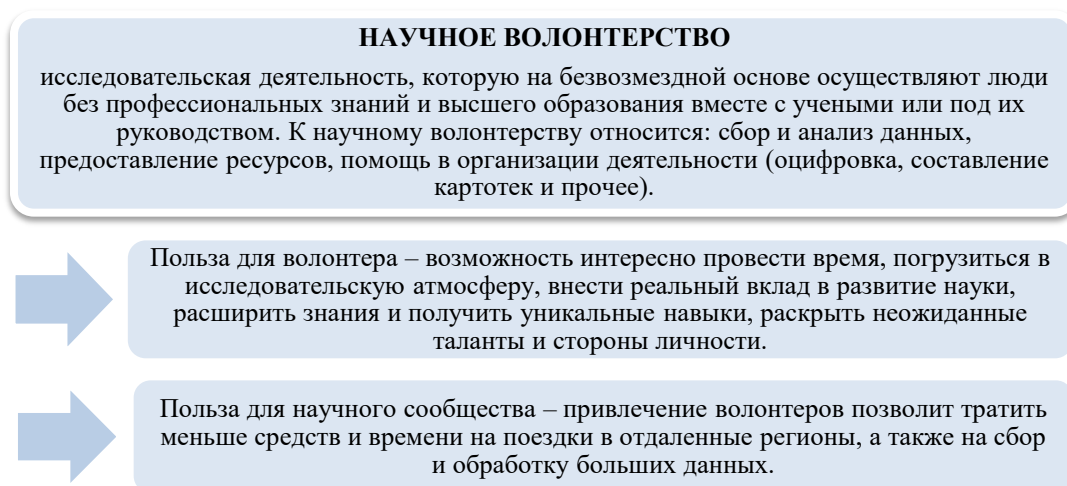 НАУЧНОЕ ВОЛОНТЕРСТВО
исследовательская деятельность, которую на безвозмездной основе осуществляют люди
без профессиональных знаний и высшего образования вместе с учеными или под их
руководством. К научному волонтерству относится: сбор и анализ данных,
предоставление ресурсов, помощь в организации деятельности (оцифровка, составление
картотек и прочее).
Польза для волонтера – возможность интересно провести время, погрузиться в
исследовательскую атмосферу, внести реальный вклад в развитие науки,
расширить знания и получить уникальные навыки, раскрыть неожиданные
таланты и стороны личности.
Польза для научного сообщества – привлечение волонтеров позволит тратить
меньше средств и времени на поездки в отдаленные регионы, а также на сбор
и обработку больших данных.